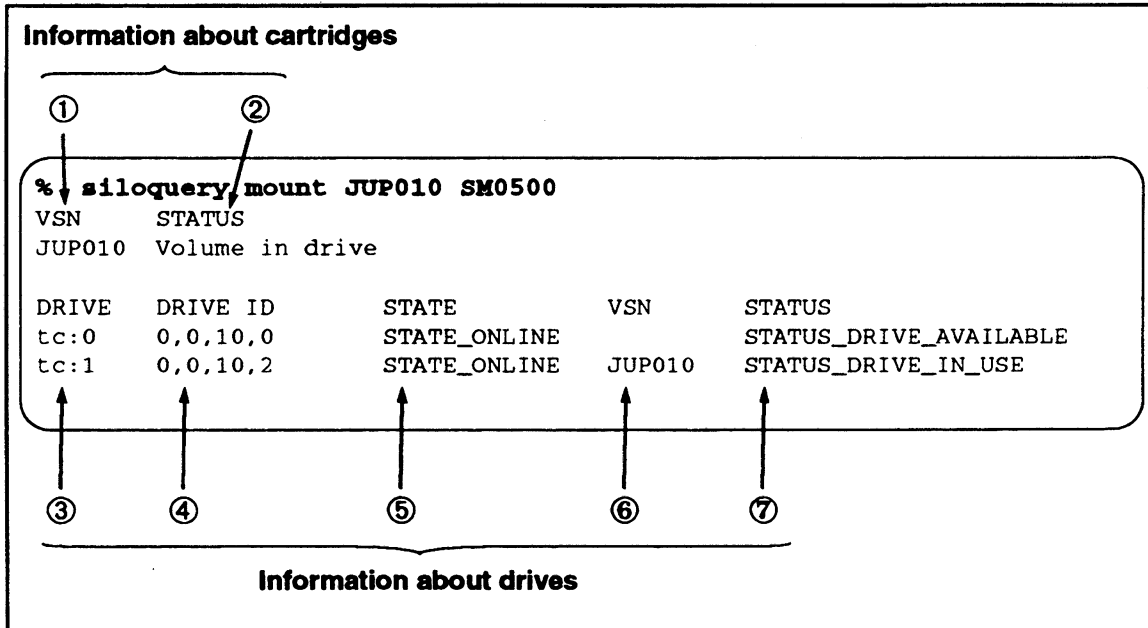 Information about cartridges
① ②
% siloquery mount JUP010 SM0500
VSN STATUS
JUP010 Volume in drive
DRIVE DRIVE ID STATE VSN STATUS
tc:0 0,0,10,0 STATE_ONLINE STATUS_DRIVE_AVAILABLE
tc:1 0,0,10,2 STATE_ONLINE JUP010 STATUS_DRIVE_IN_USE
③ ④ ⑤ ⑥ ⑦
Information about drives